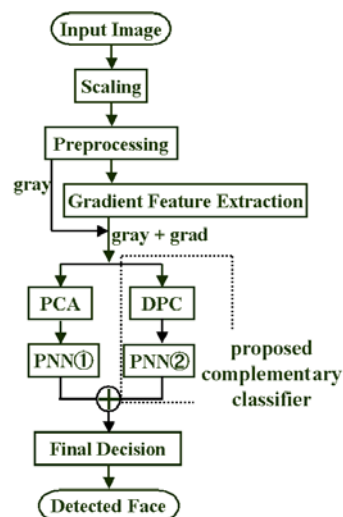 Input Image
Scaling
Preprocessing
gray
Gradient Feature Extraction
gray + grad
PCA
DPC
PNN①
PNN②
proposed
complementary
classifier
Final Decision
Detected Face